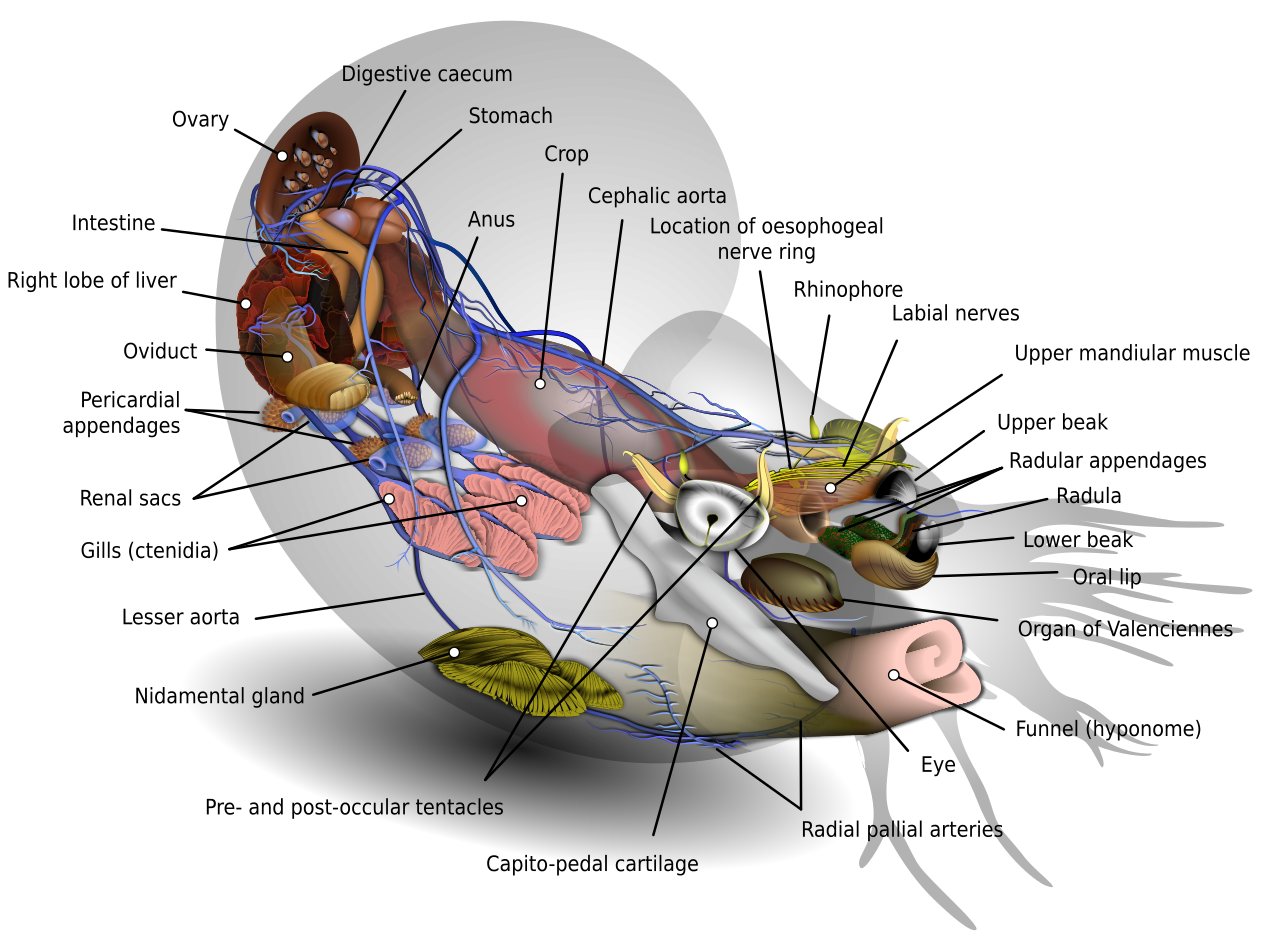 Digestive caecum
Ovary
Stomach
Crop
Cephalic aorta
Intestine
Anus
Location of oesophogeal
nerve ring
Right lobe of liver
Rhinophore
Labial nerves
Oviduct
Upper mandiular muscle
Pericardial
appendages
Upper beak
Radular appendages
Renal sacs
Radula
Gills (ctenidia)
Lower beak
Oral lip
Lesser aorta
Organ of Valenciennes
Nidamental gland
Funnel (hyponome)
Eye
Pre- and post-occular tentacles
Radial pallial arteries
Capito-pedal cartilage